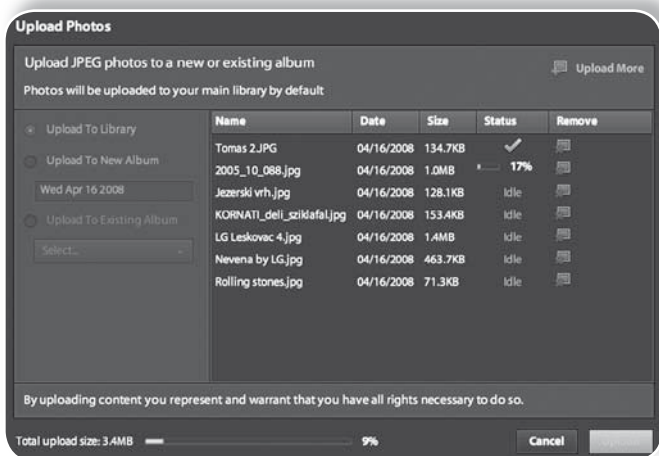 Upload Photos
Upload JPEG photos to a new or existing album
Upload More
Photos will be uploaded to your main library by default
Upload To Library
Upload To New Album
Wed Apr 16 2008
Upload To Existing Album
Select...
Name Date Size Status Remove
Tomas 2.JPG 04/16/2008 134.7KB
2005_10_088.jpg 04/16/2008 1.0MB 17%
Jezerski vrh.jpg 04/16/2008 128.1KB Idle
KORNATI_deli_sziklafal.jpg 04/16/2008 153.4KB Idle
LG Leskovac 4.jpg 04/16/2008 1.4MB Idle
Nevena by LG.jpg 04/16/2008 463.7KB Idle
Rolling stones.jpg 04/16/2008 71.3KB Idle
By uploading content you represent and warrant that you have all rights necessary to do so.
Total upload size: 3.4MB 9% Cancel